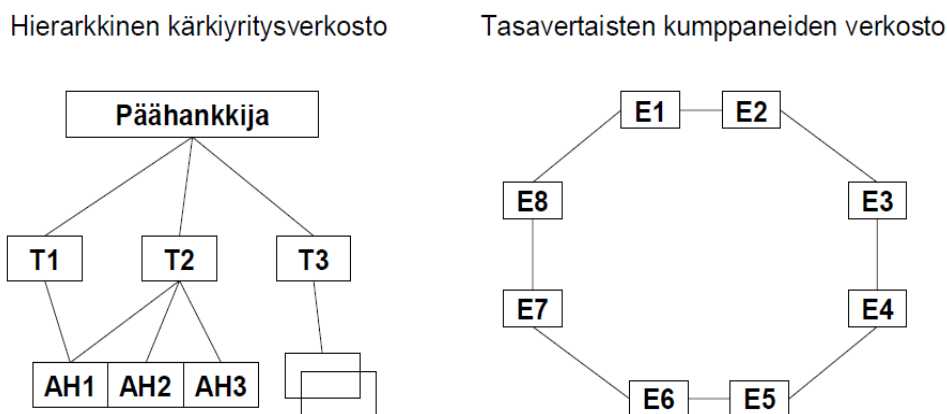 Hierarkkinen kärkiyritysverkosto
Tasavertaisten kumppaneiden verkosto
Päähankkija
T1 T2 T3
AH1 AH2 AH3
E1 E2
E8 E3
E7 E4
E6 E5